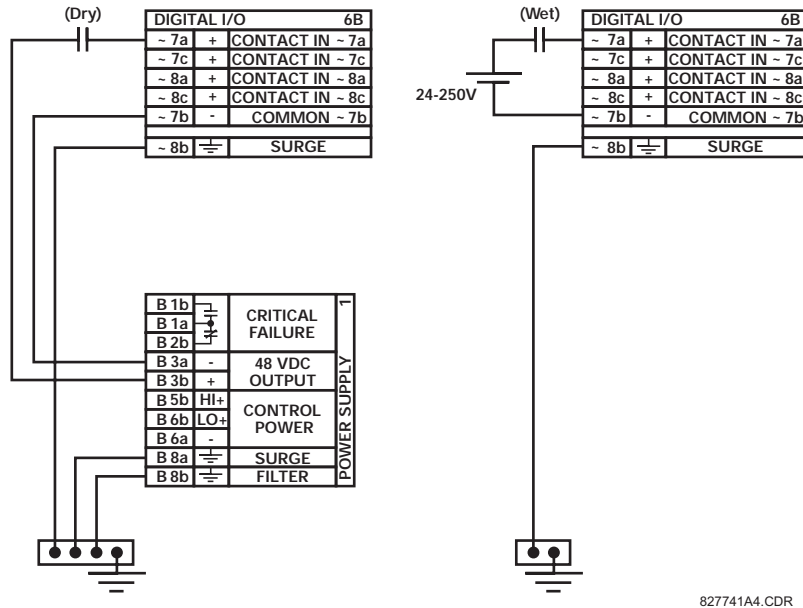 (Dry)
DIGITAL I/O 6B
~ 7a + CONTACT IN ~ 7a
~ 7c + CONTACT IN ~ 7c
~ 8a + CONTACT IN ~ 8a
~ 8c + CONTACT IN ~ 8c
~ 7b - COMMON ~ 7b
~ 8b SURGE
B 1b
B 1a
B 2b
CRITICAL
FAILURE
B 3a -
B 3b +
48 VDC
OUTPUT
B 5b HI+
B 6b LO+
B 6a -
CONTROL
POWER
B 8a SURGE
B 8b FILTER
POWER SUPPLY 1
(Wet)
24-250V
DIGITAL I/O 6B
~ 7a + CONTACT IN ~ 7a
~ 7c + CONTACT IN ~ 7c
~ 8a + CONTACT IN ~ 8a
~ 8c + CONTACT IN ~ 8c
~ 7b - COMMON ~ 7b
~ 8b SURGE
827741A4.CDR